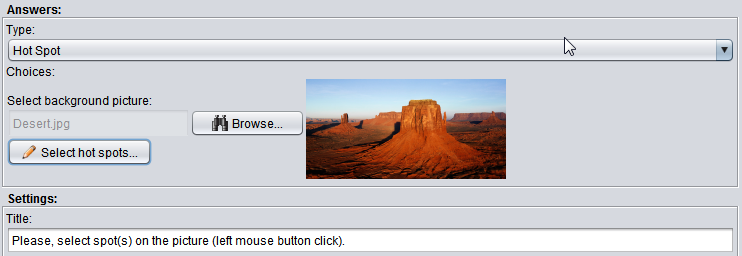 Answers:
Type:
Hot Spot
Choices:
Select background picture:
Desert.jpg
Browse...
Select hot spots...
Settings:
Title:
Please, select spot(s) on the picture (left mouse button click).